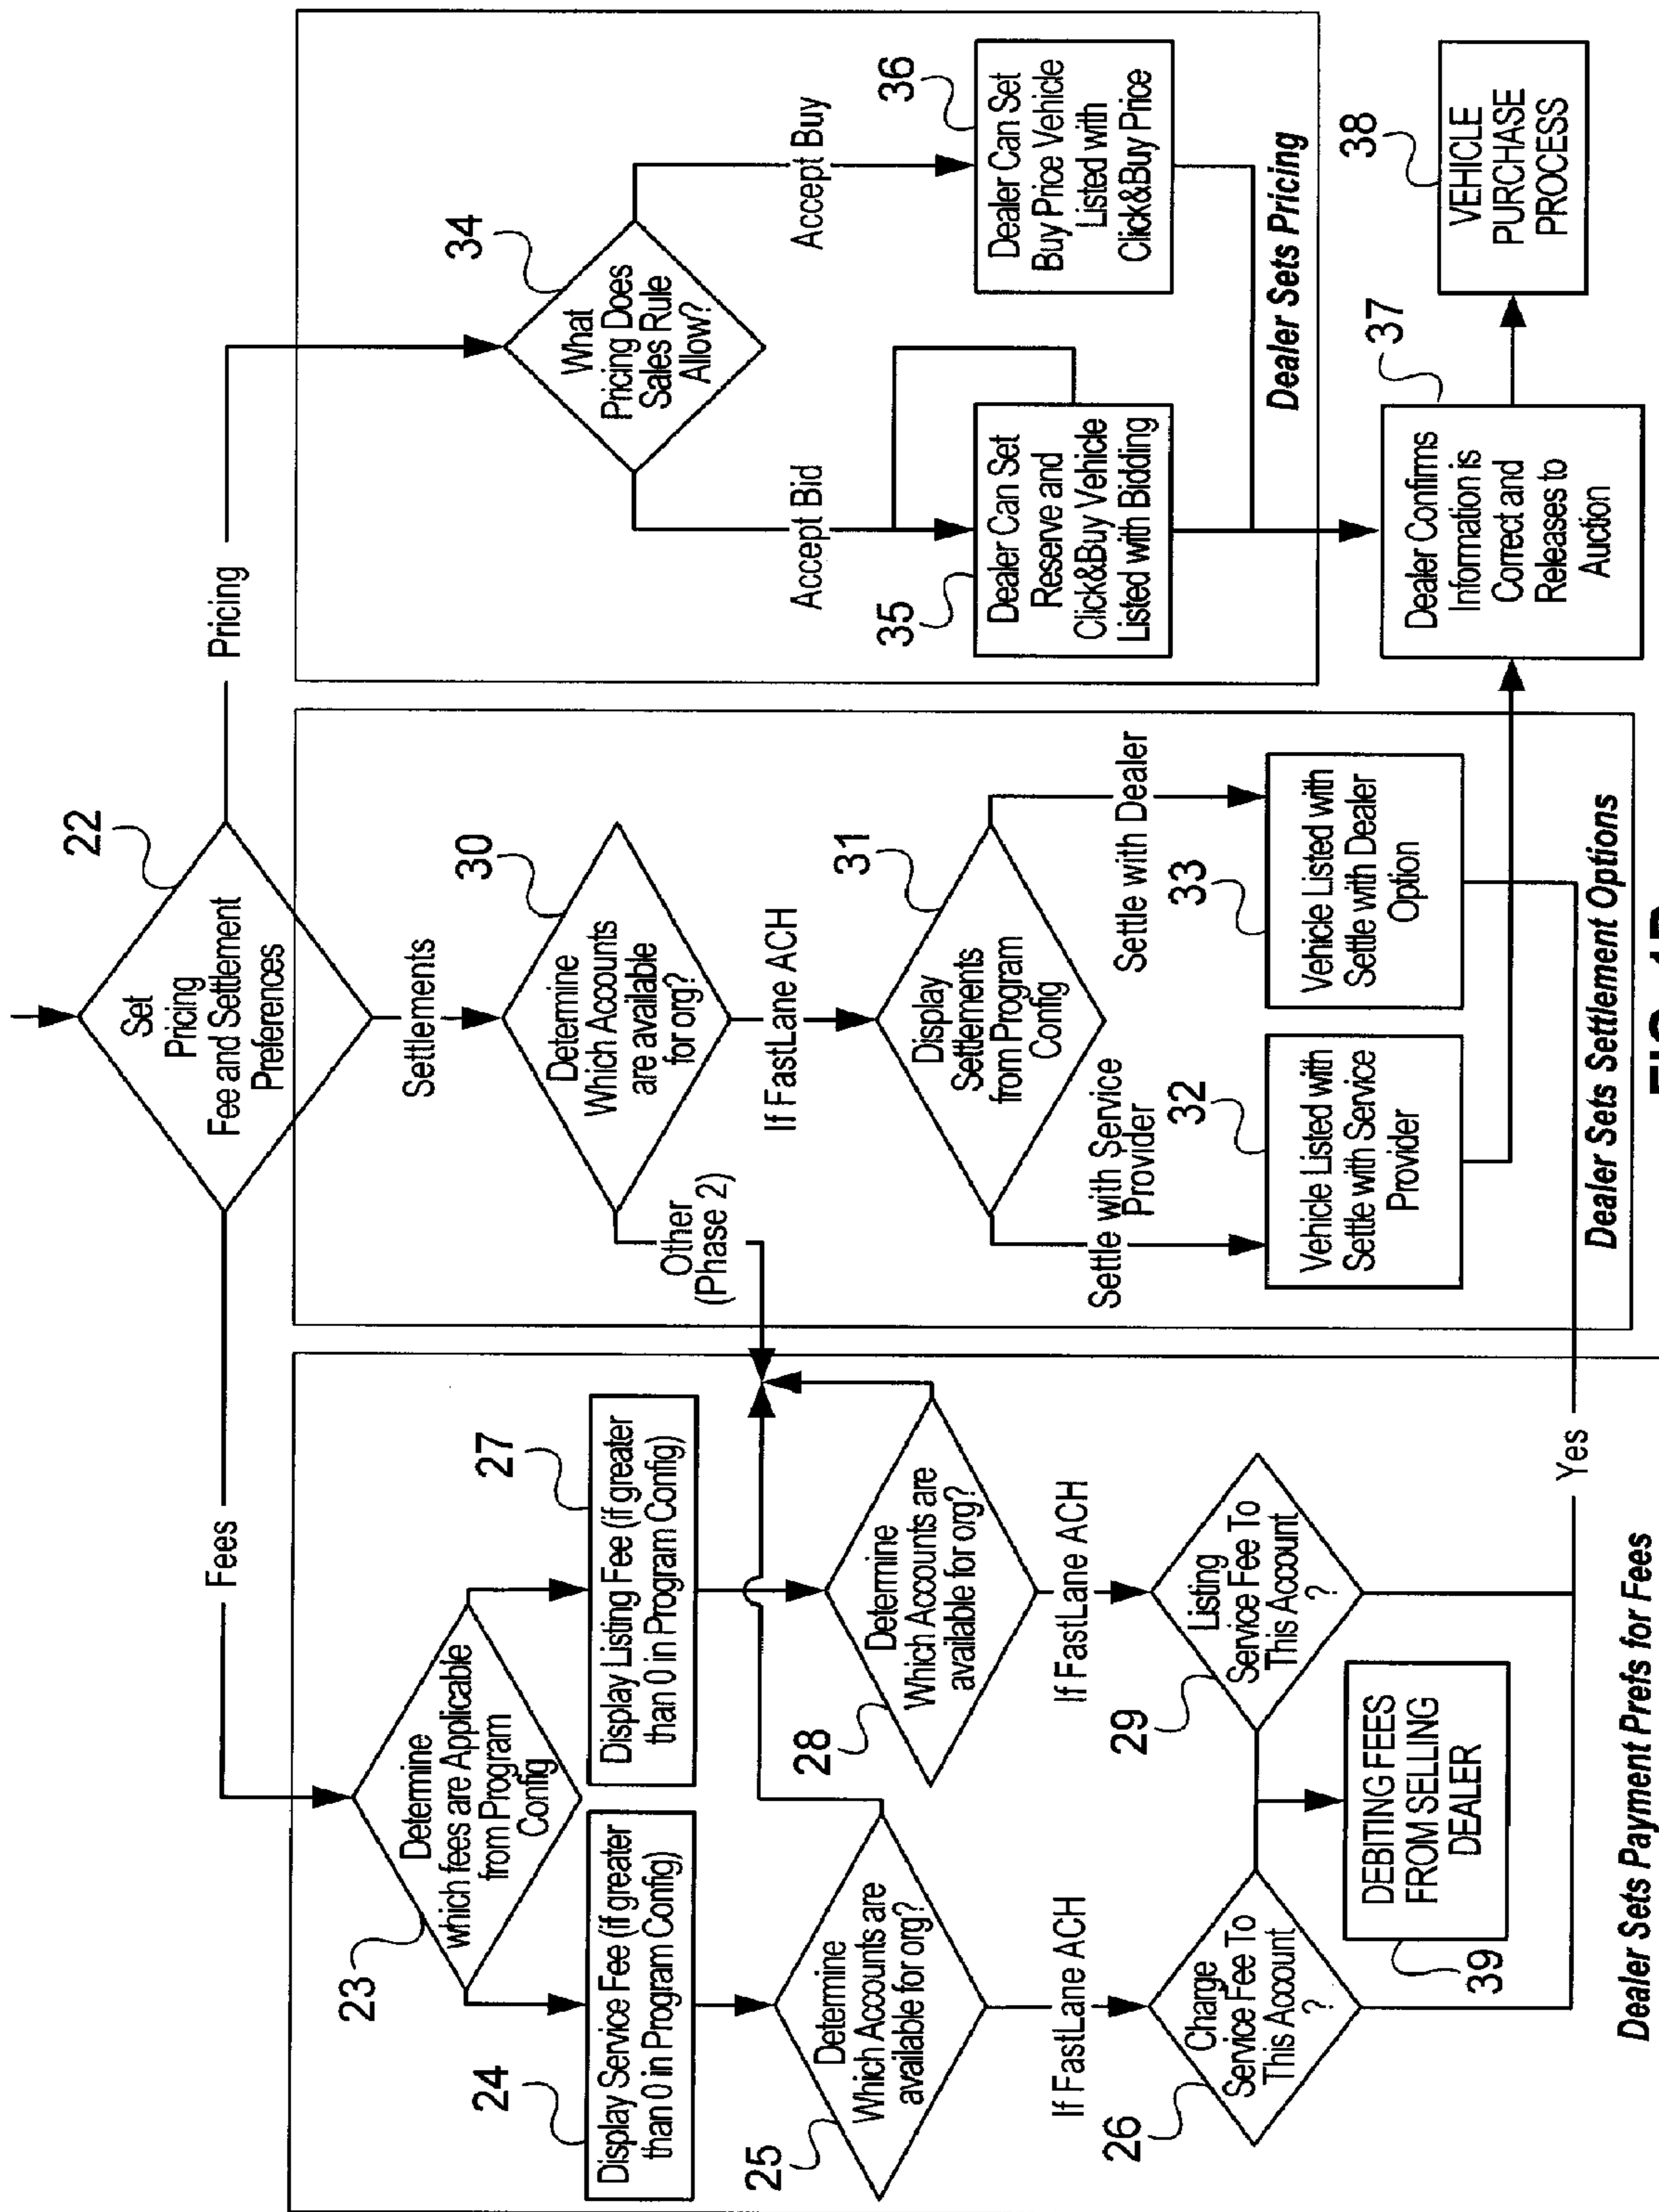 22
Set
Pricing
Fee and Settlement
Preferences
Fees
Settlements
Pricing
23
Determine
which fees are Applicable
from Program
Config
24
Display Service Fee (if greater
than 0 in Program Config)
27
Display Listing Fee (if greater
than 0 in Program Config)
25
Determine
Which Accounts are
available for org?
28
Determine
Which Accounts are
available for org?
If FastLane ACH
If FastLane ACH
26
Charge
Service Fee To
This Account
?
29
Listing
Service Fee To
This Account
?
39
DEBITING FEES
FROM SELLING
DEALER
Yes
Dealer Sets Payment Prefs for Fees
30
Determine
Which Accounts
are available
for org?
Other
(Phase 2)
If FastLane ACH
31
Display
Settlements
from Program
Config
Settle with Service
Provider
Settle with Dealer
32
Vehicle Listed with
Settle with Service
Provider
33
Vehicle Listed with
Settle with Dealer
Option
Dealer Sets Settlement Options
34
What
Pricing Does
Sales Rule
Allow?
Accept Bid
Accept Buy
35
Dealer Can Set
Reserve and
Click&Buy Vehicle
Listed with Bidding
36
Dealer Can Set
Buy Price Vehicle
Listed with
Click&Buy Price
Dealer Sets Pricing
37
Dealer Confirms
Information is
Correct and
Releases to
Auction
38
VEHICLE
PURCHASE
PROCESS